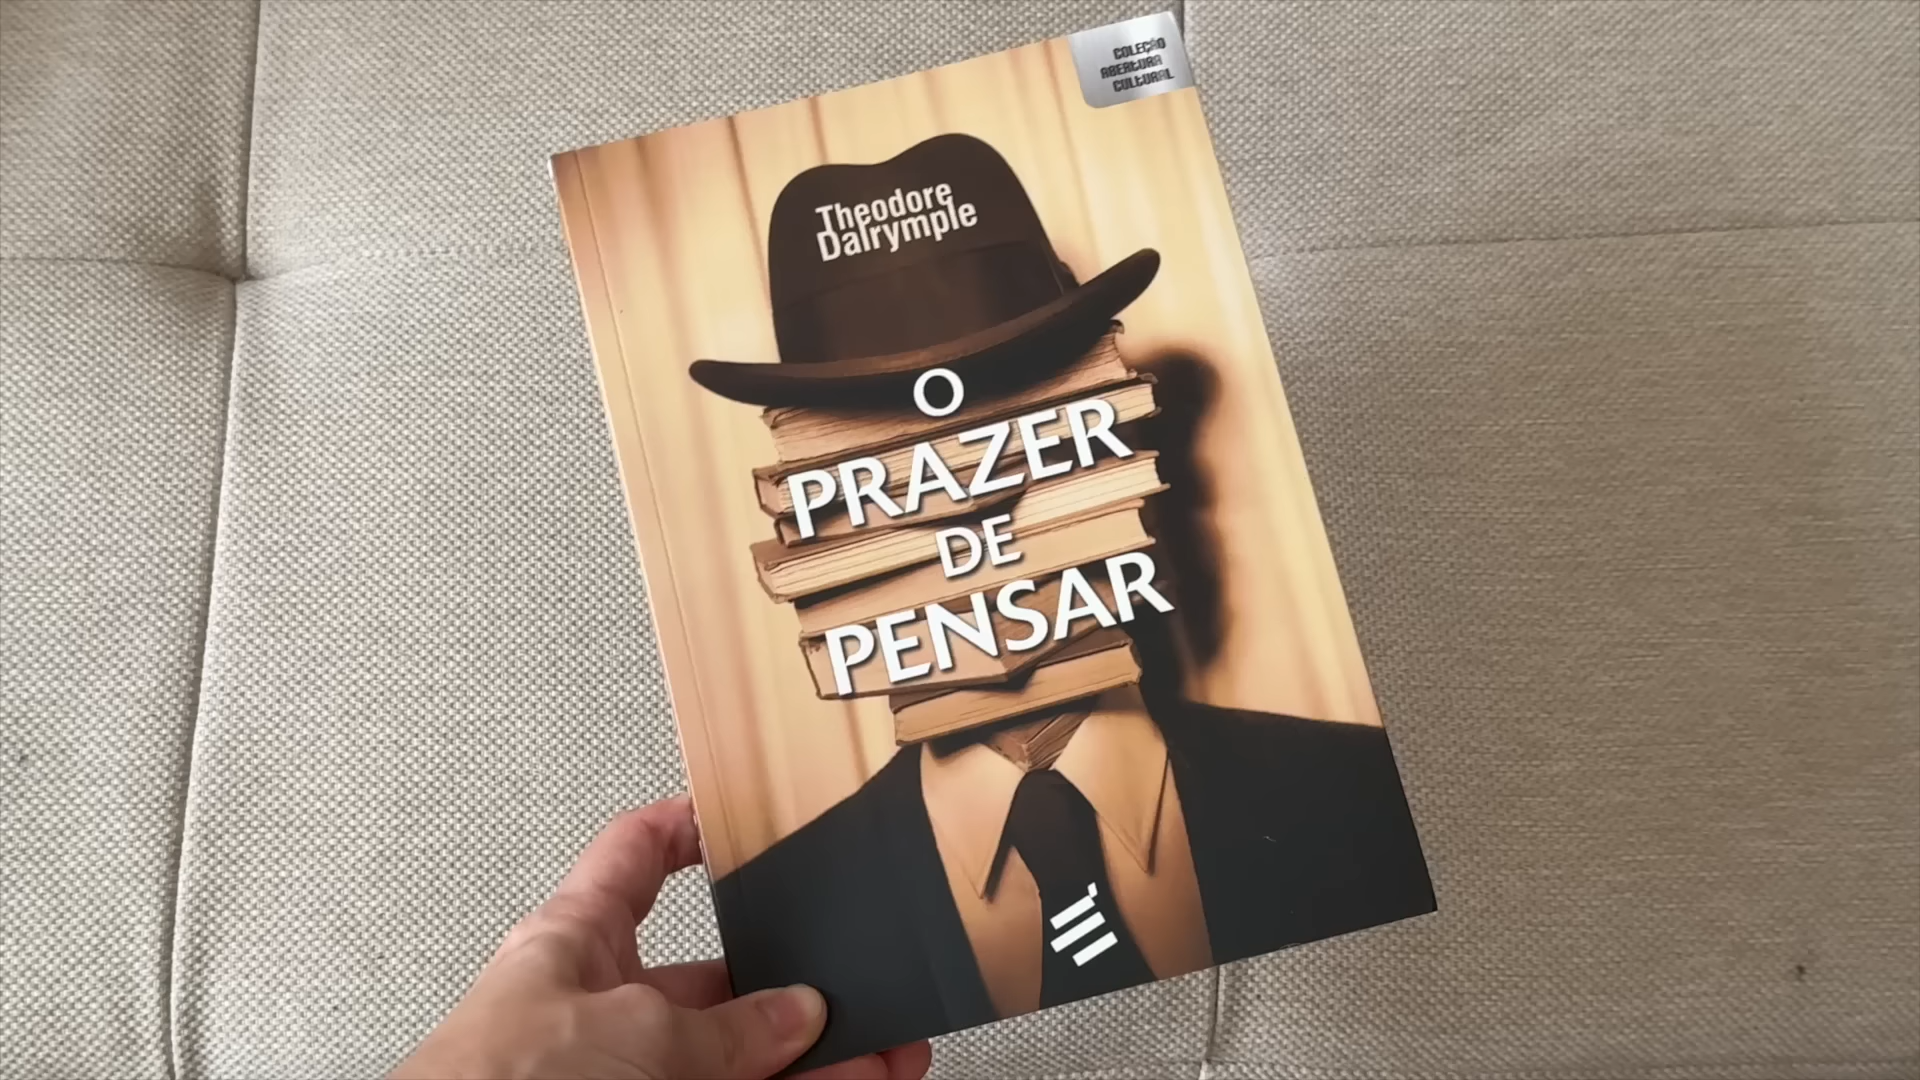 COLEÇÃO
ABERTURA
CULTURAL
Theodore
Dalrymple
O
PRAZER
DE
PENSAR